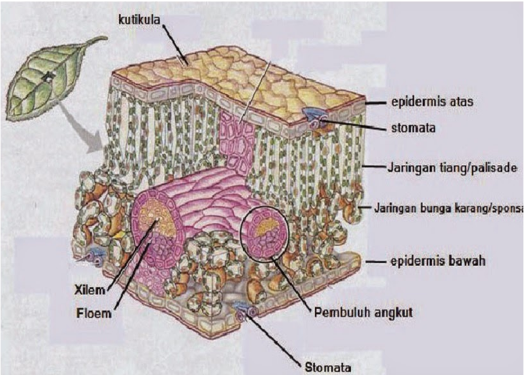 kutikula
epidermis atas
stomata
Jaringan tiang/palisade
Jaringan bunga karang/sponsa
epidermis bawah
Xilem
Floem
Pembuluh angkut
Stomata